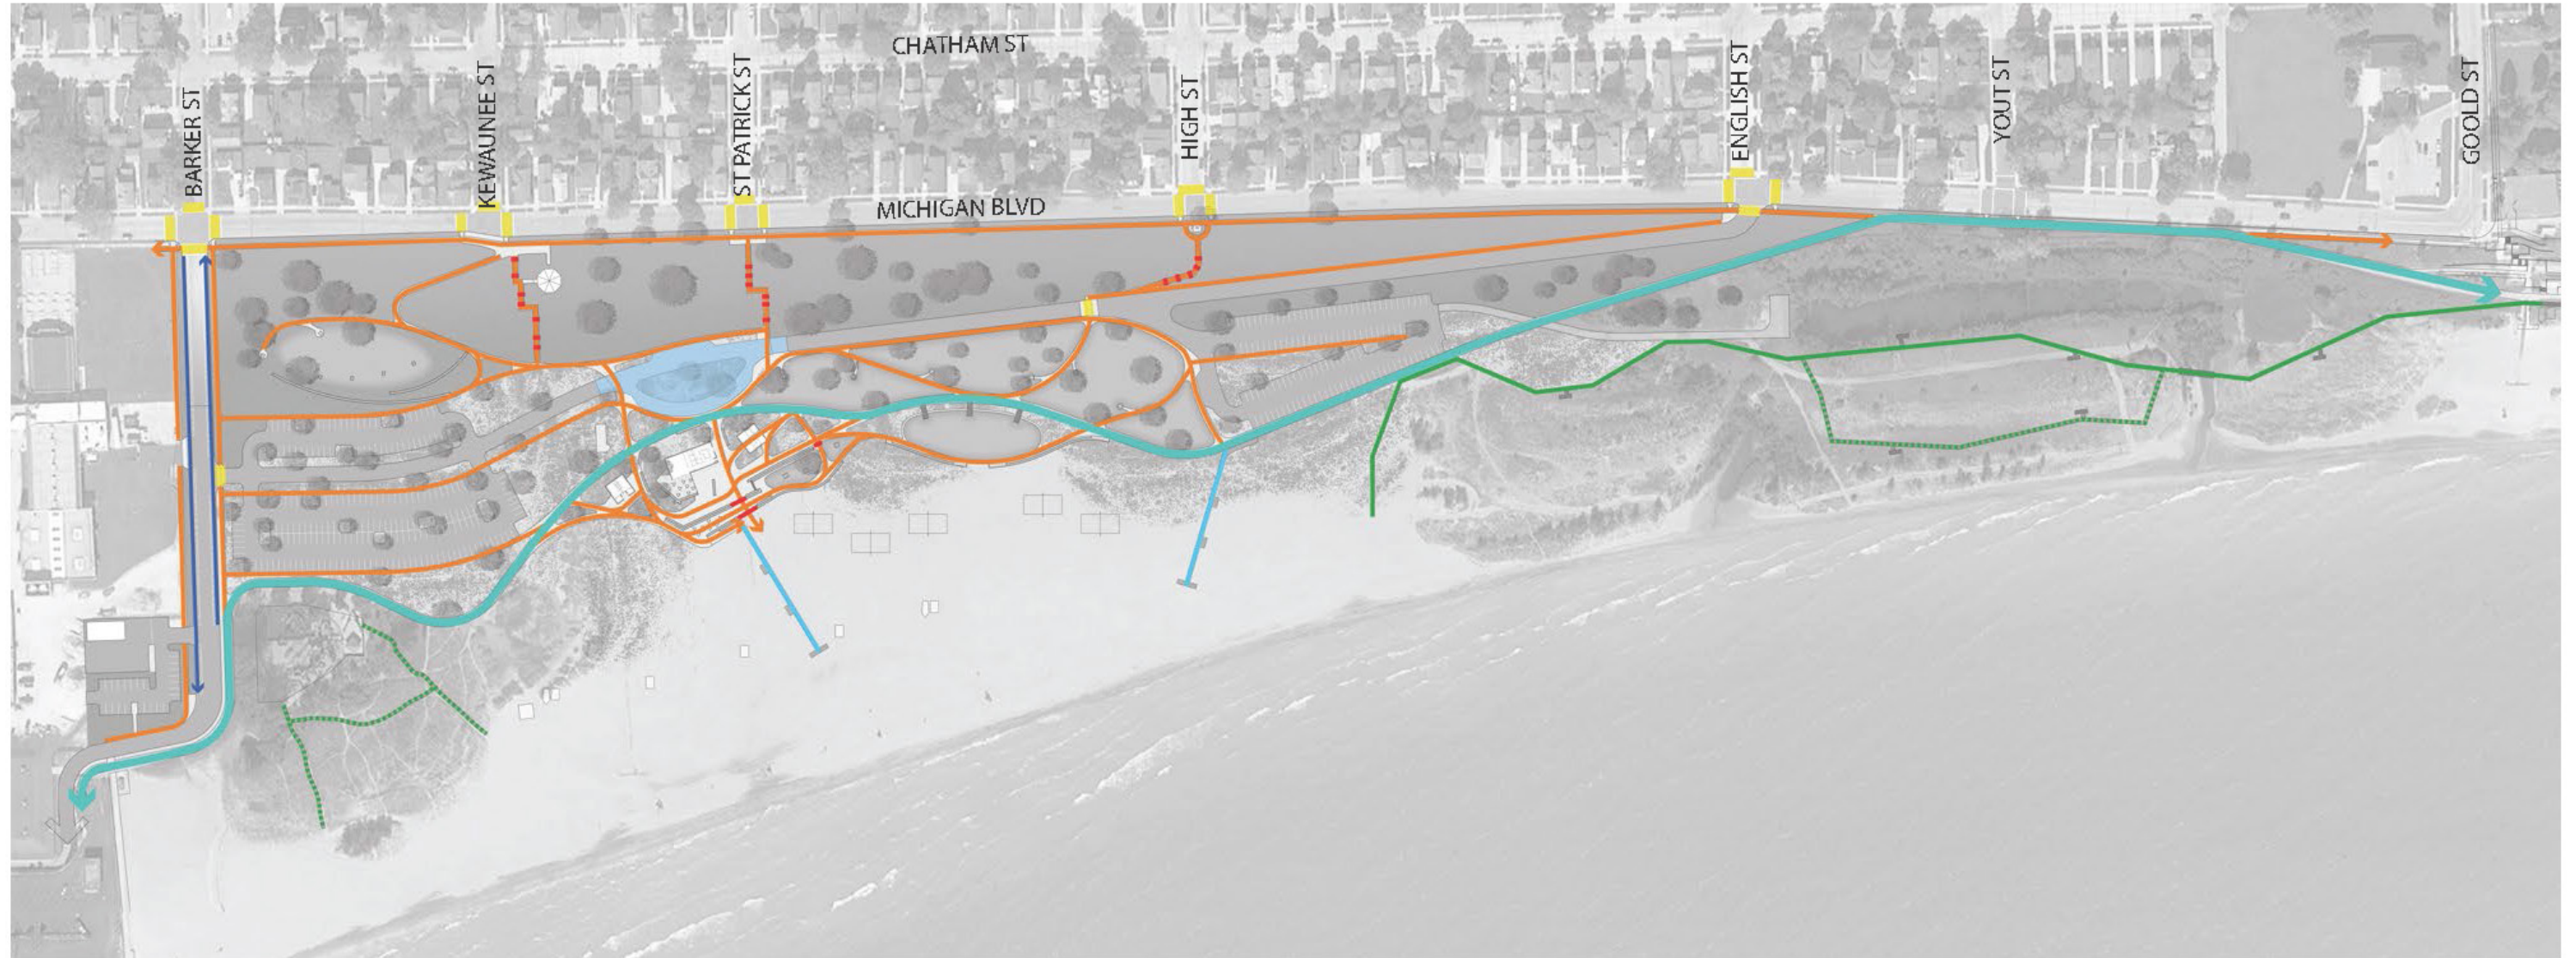 CHATHAM ST
BARKER ST
KEWAUNEE ST
ST PATRICK ST
HIGH ST
ENGLISH ST
YOUT ST
GOOLD ST
MICHIGAN BLVD